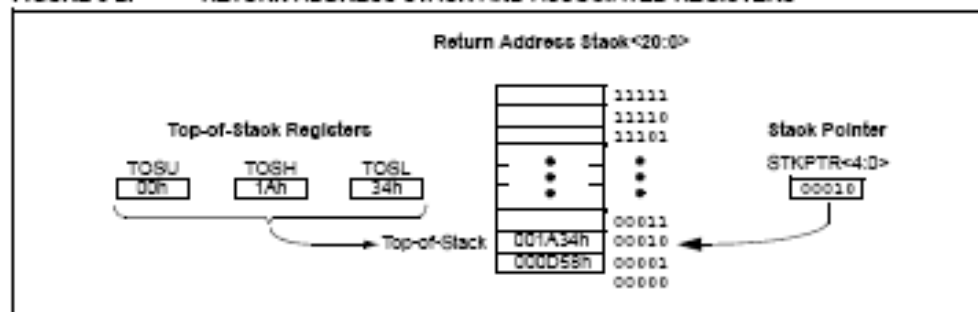 Return Address Stack<20:0>
Top-of-Stack Registers
TOSU TOSH TOSL
00h 1Ah 34h
11111
11110
11101
Stack Pointer
STKPTR<4:0>
00010
00011
Top-of-Stack 001A34h 00010
000D58h 00001
00000